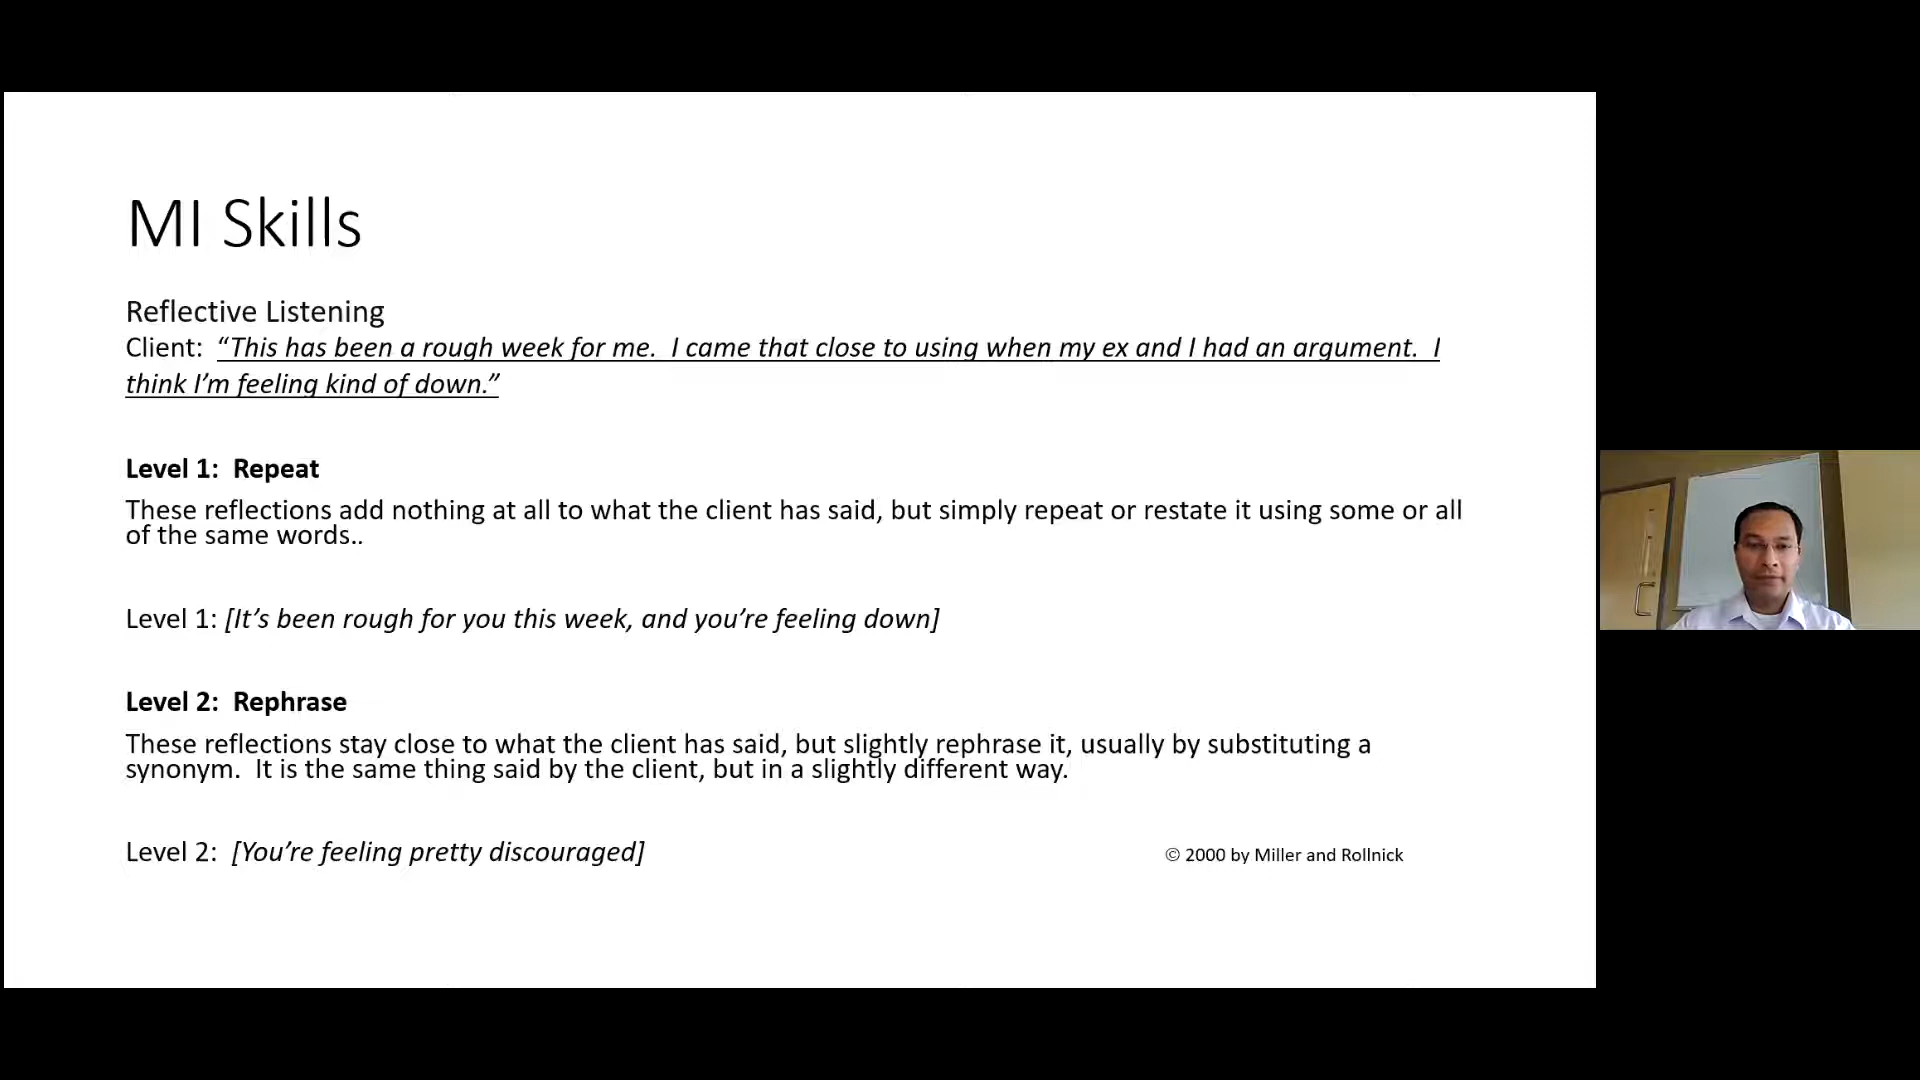 MI Skills
Reflective Listening
Client:  “This has been a rough week for me.  I came that close to using when my ex and I had an argument.  I
think I’m feeling kind of down.”
Level 1:  Repeat
These reflections add nothing at all to what the client has said, but simply repeat or restate it using some or all
of the same words..
Level 1: [It’s been rough for you this week, and you’re feeling down]
Level 2:  Rephrase
These reflections stay close to what the client has said, but slightly rephrase it, usually by substituting a
synonym.  It is the same thing said by the client, but in a slightly different way.
Level 2:  [You’re feeling pretty discouraged]
© 2000 by Miller and Rollnick